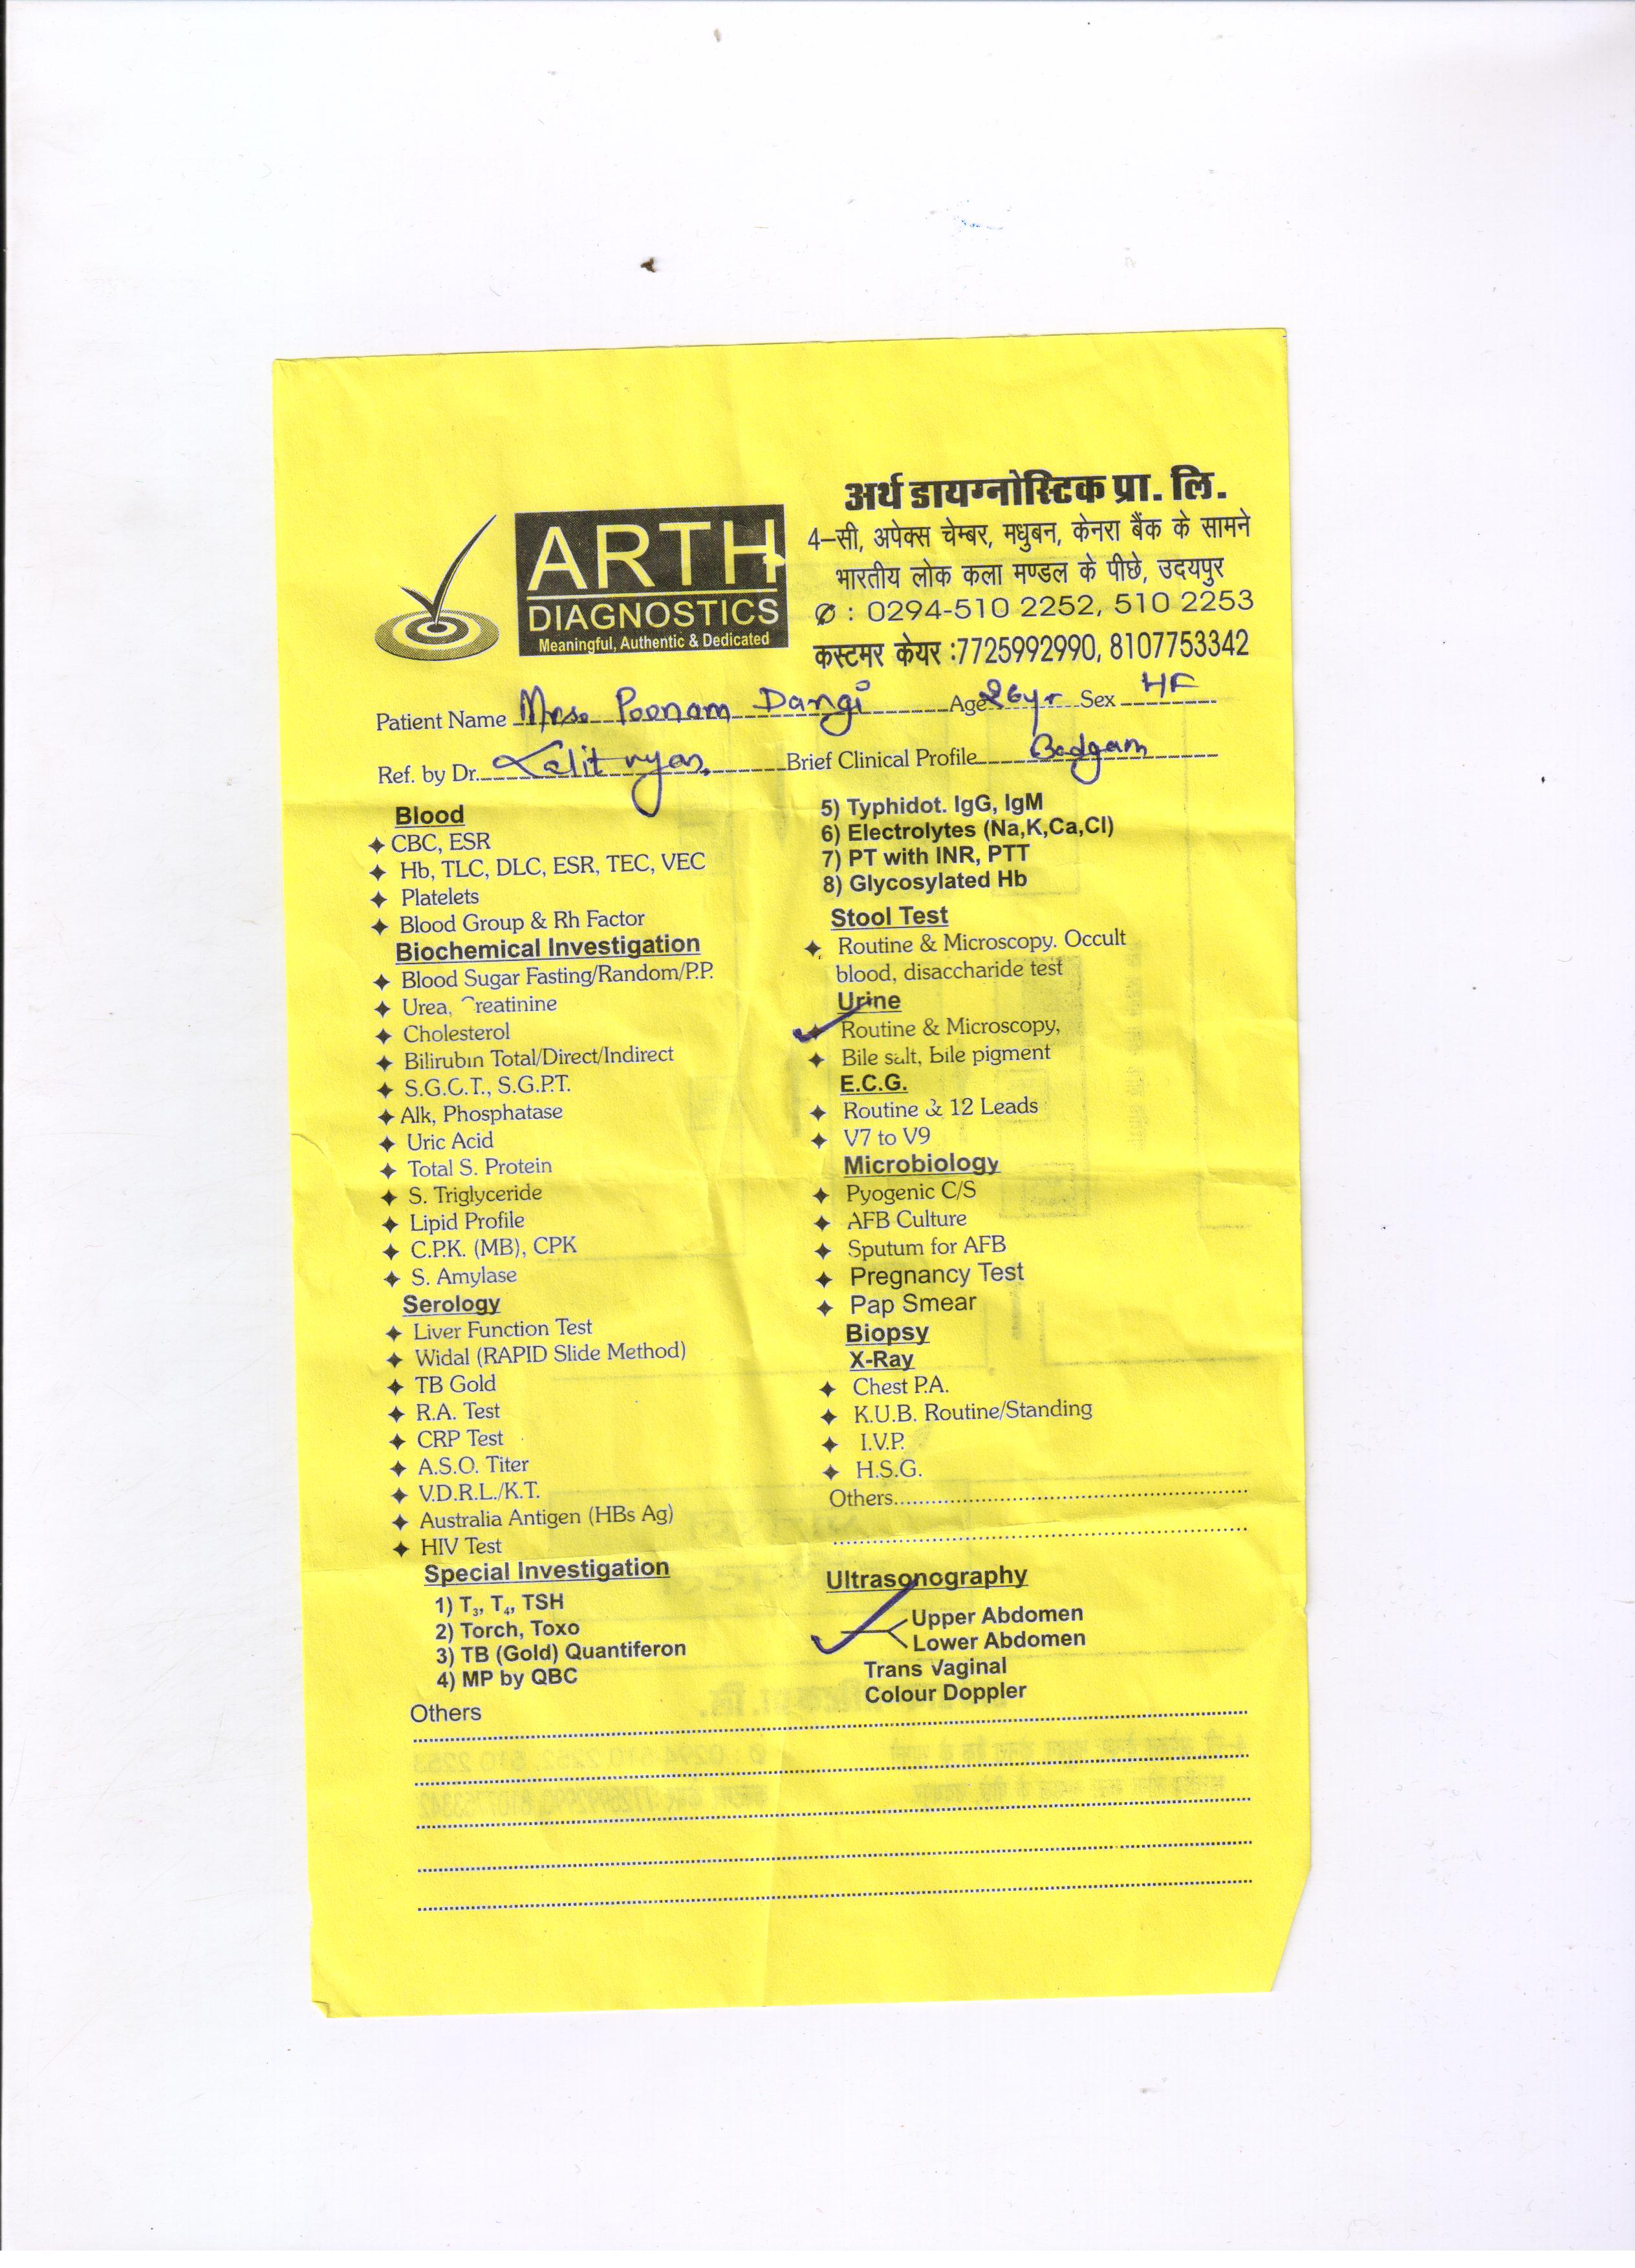 अर्थ डायग्नोस्टिक प्रा. लि.
ARTH
DIAGNOSTICS
Meaningful, Authentic & Dedicated
4–सी, अपेक्स चेम्बर, मधुबन, केनरा बैंक के सामने
भारतीय लोक कला मण्डल के पीछे, उदयपुर
✆ : 0294-510 2252, 510 2253
कस्टमर केयर :7725992990, 8107753342
Patient Name Mrs. Poonam Dangi Age 26yr Sex HF
Ref. by Dr. Lalit vyas. Brief Clinical Profile Badgam
Blood
CBC, ESR
Hb, TLC, DLC, ESR, TEC, VEC
Platelets
Blood Group & Rh Factor
Biochemical Investigation
Blood Sugar Fasting/Random/P.P.
Urea, Creatinine
Cholesterol
Bilirubin Total/Direct/Indirect
S.G.O.T., S.G.P.T.
Alk, Phosphatase
Uric Acid
Total S. Protein
S. Triglyceride
Lipid Profile
C.P.K. (MB), CPK
S. Amylase
Serology
Liver Function Test
Widal (RAPID Slide Method)
TB Gold
R.A. Test
CRP Test
A.S.O. Titer
V.D.R.L./K.T.
Australia Antigen (HBs Ag)
HIV Test
Special Investigation
1) T3, T4, TSH
2) Torch, Toxo
3) TB (Gold) Quantiferon
4) MP by QBC
5) Typhidot. IgG, IgM
6) Electrolytes (Na,K,Ca,Cl)
7) PT with INR, PTT
8) Glycosylated Hb
Stool Test
Routine & Microscopy. Occult
blood, disaccharide test
Urine
Routine & Microscopy,
Bile salt, bile pigment
E.C.G.
Routine & 12 Leads
V7 to V9
Microbiology
Pyogenic C/S
AFB Culture
Sputum for AFB
Pregnancy Test
Pap Smear
Biopsy
X-Ray
Chest P.A.
K.U.B. Routine/Standing
I.V.P.
H.S.G.
Others
Ultrasonography
Upper Abdomen
Lower Abdomen
Trans Vaginal
Colour Doppler
Others